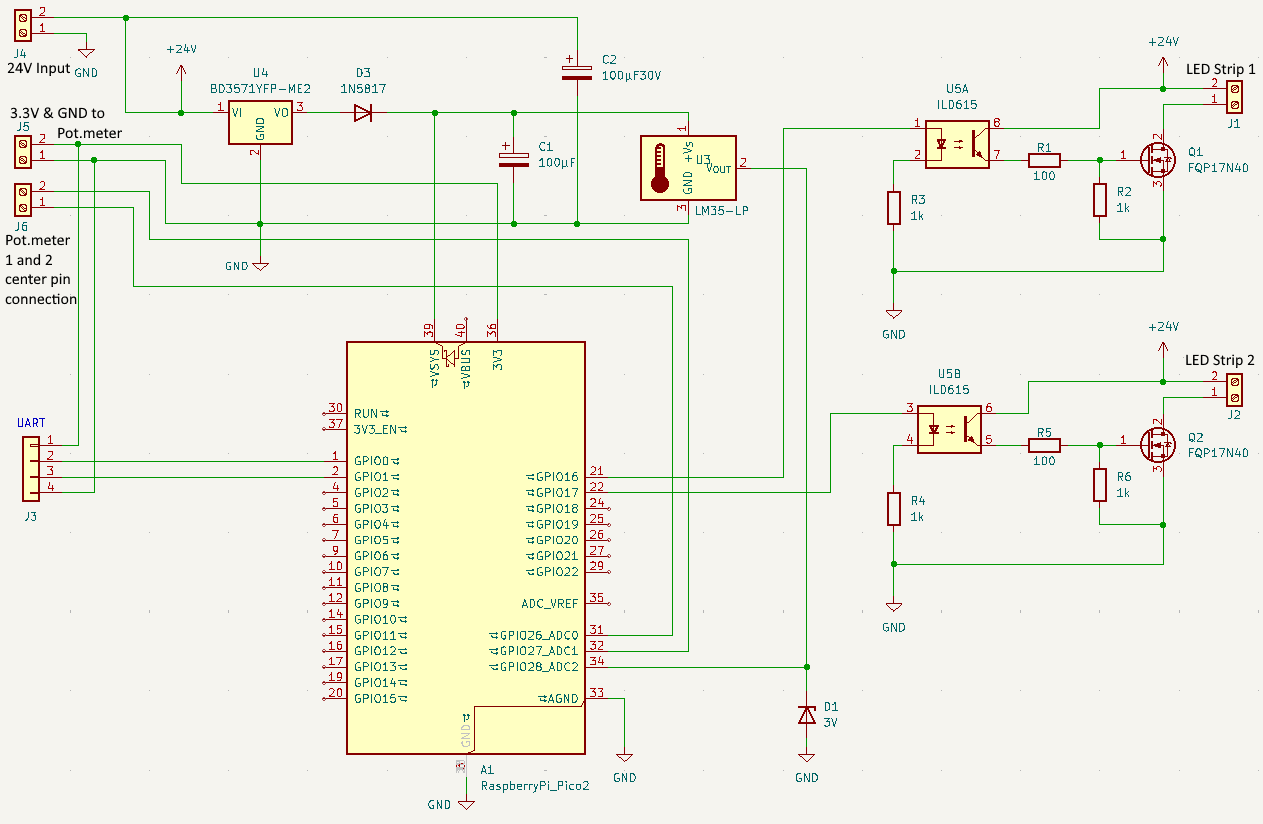 2
1
J4
24V Input
GND
+24V
U4
BD3571YFP-ME2
1
VI
VO
3
GND
2
D3
1N5817
+
C2
100µF30V
3.3V & GND to
Pot.meter
J5
2
1
2
1
J6
Pot.meter
1 and 2
center pin
connection
GND
+
C1
100µF
1
+Vs
U3
VOUT
2
GND
3
LM35-LP
U5A
ILD615
1
2
8
7
R1
100
R3
1k
R2
1k
+24V
LED Strip 1
2
1
J1
2
1
3
Q1
FQP17N40
GND
U5B
ILD615
3
4
6
5
R5
100
R4
1k
R6
1k
+24V
LED Strip 2
2
1
J2
2
1
3
Q2
FQP17N40
GND
UART
1
2
3
4
J3
39
40
36
VSYS
VBUS
3V3
30 RUN
37 3V3_EN
1 GPIO0
2 GPIO1
4 GPIO2
5 GPIO3
6 GPIO4
7 GPIO5
9 GPIO6
10 GPIO7
11 GPIO8
12 GPIO9
14 GPIO10
15 GPIO11
16 GPIO12
17 GPIO13
19 GPIO14
20 GPIO15
GPIO16 21
GPIO17 22
GPIO18 24
GPIO19 25
GPIO20 26
GPIO21 27
GPIO22 29
ADC_VREF 35
GPIO26_ADC0 31
GPIO27_ADC1 32
GPIO28_ADC2 34
AGND 33
GND
A1
RaspberryPi_Pico2
GND
GND
D1
3V
GND